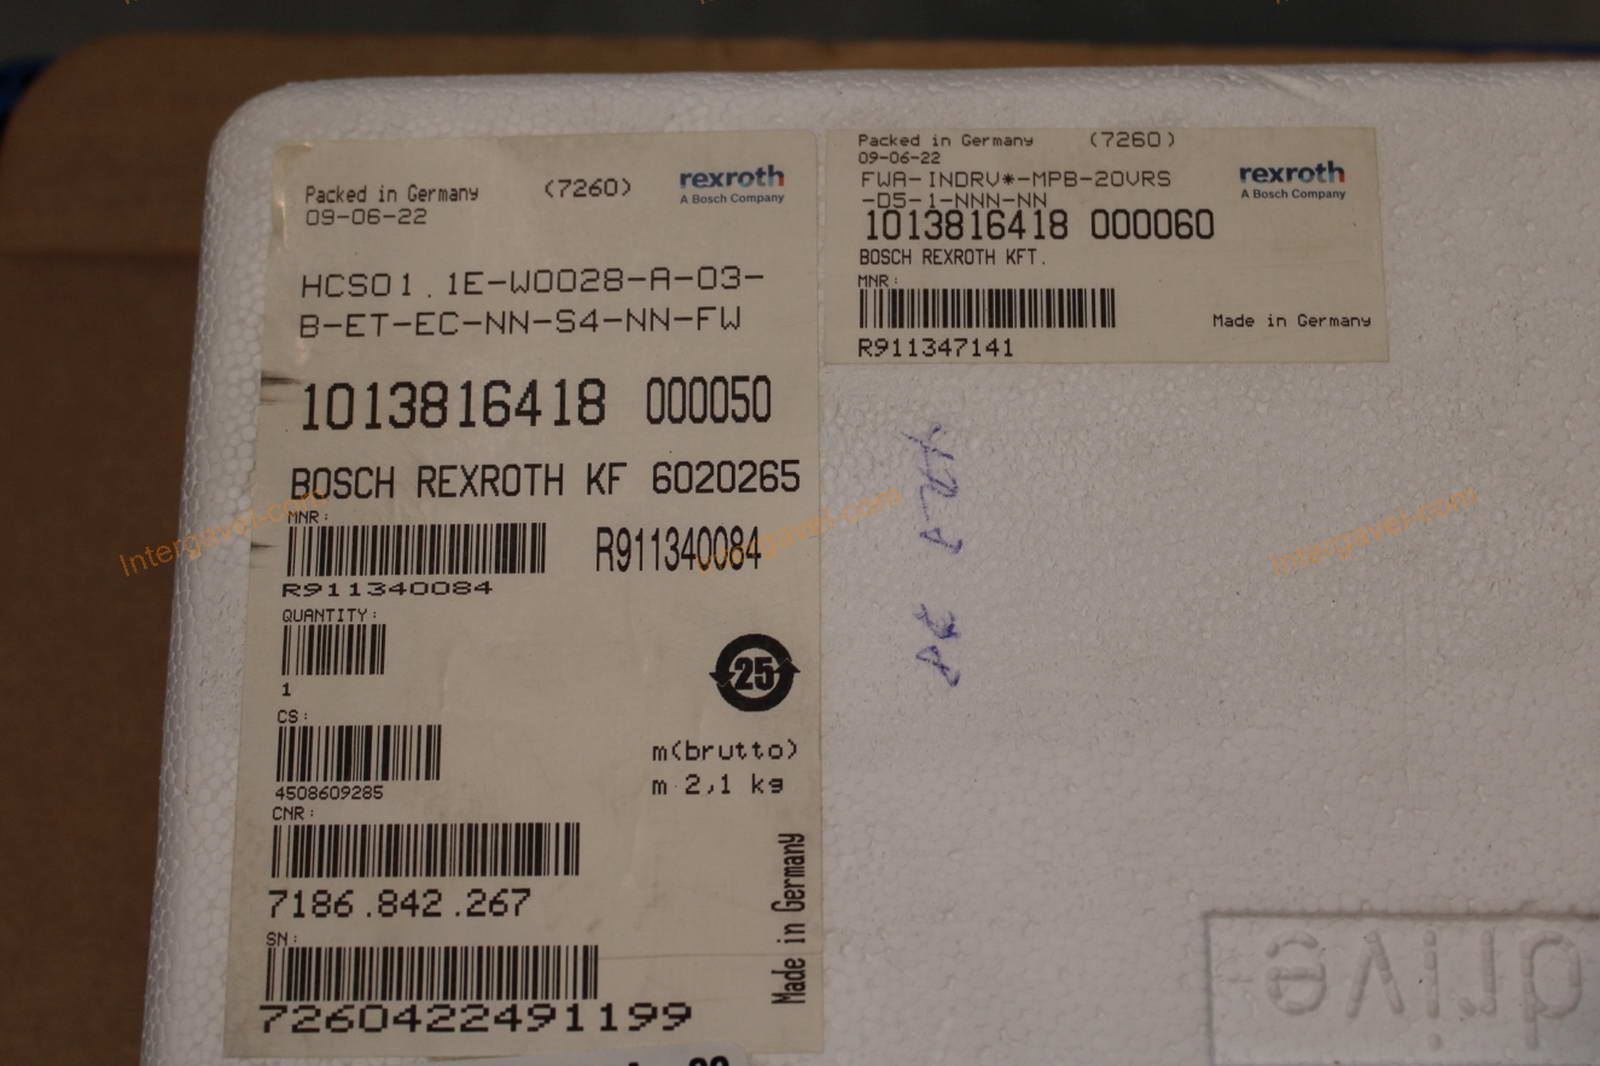 Packed in Germany (7260)
09-06-22
rexroth
A Bosch Company
HCS01.1E-W0028-A-03-
B-ET-EC-NN-S4-NN-FW
1013816418 000050
BOSCH REXROTH KF 6020265
MNR:
R911340084
R911340084
QUANTITY:
1
25
CS:
4508609285
m(brutto)
m 2,1 kg
CNR:
7186.842.267
SN:
7260422491199
Made in Germany
Packed in Germany (7260)
09-06-22
rexroth
A Bosch Company
FWA-INDRV*-MPB-20VRS
-D5-1-NNN-NN
1013816418 000060
BOSCH REXROTH KFT.
MNR:
R911347141
Made in Germany
drive
Intergavel.com
Intergavel.com
Intergavel.com